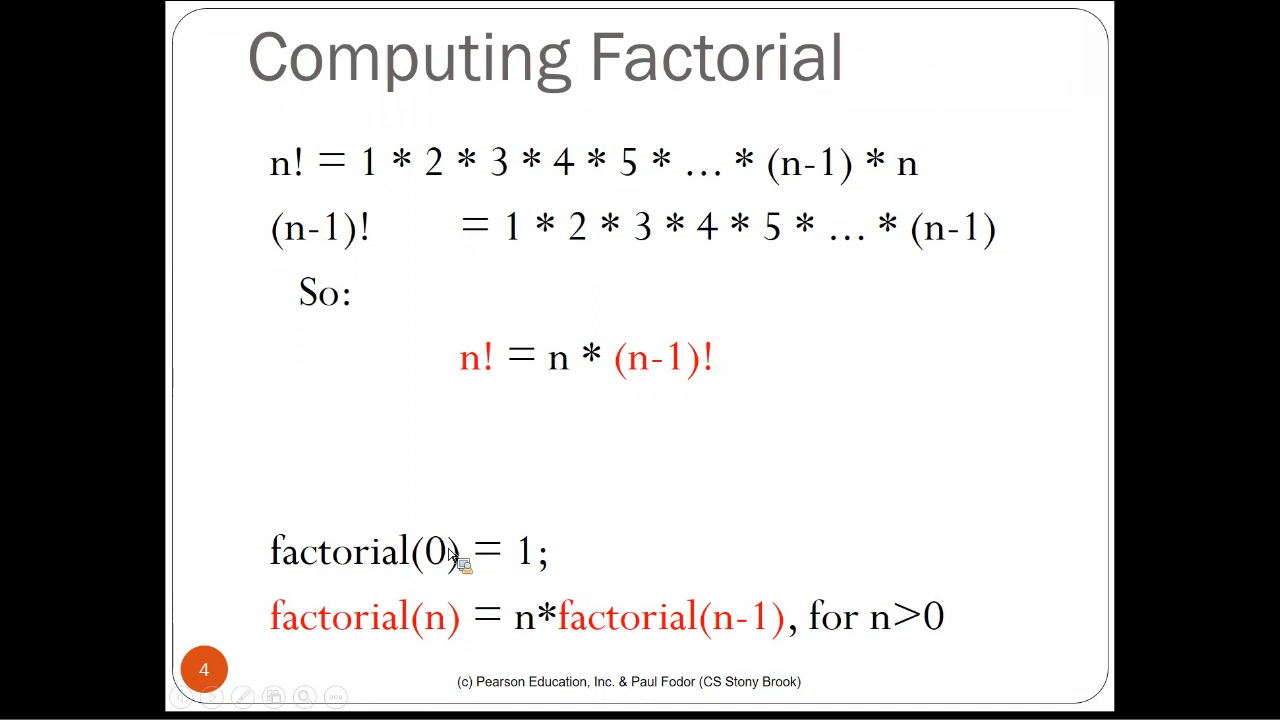 Computing Factorial
n! = 1 * 2 * 3 * 4 * 5 * … * (n-1) * n
(n-1)! = 1 * 2 * 3 * 4 * 5 * … * (n-1)
So:
n! = n * (n-1)!
factorial(0) = 1;
factorial(n) = n*factorial(n-1), for n>0
4
(c) Pearson Education, Inc. & Paul Fodor (CS Stony Brook)